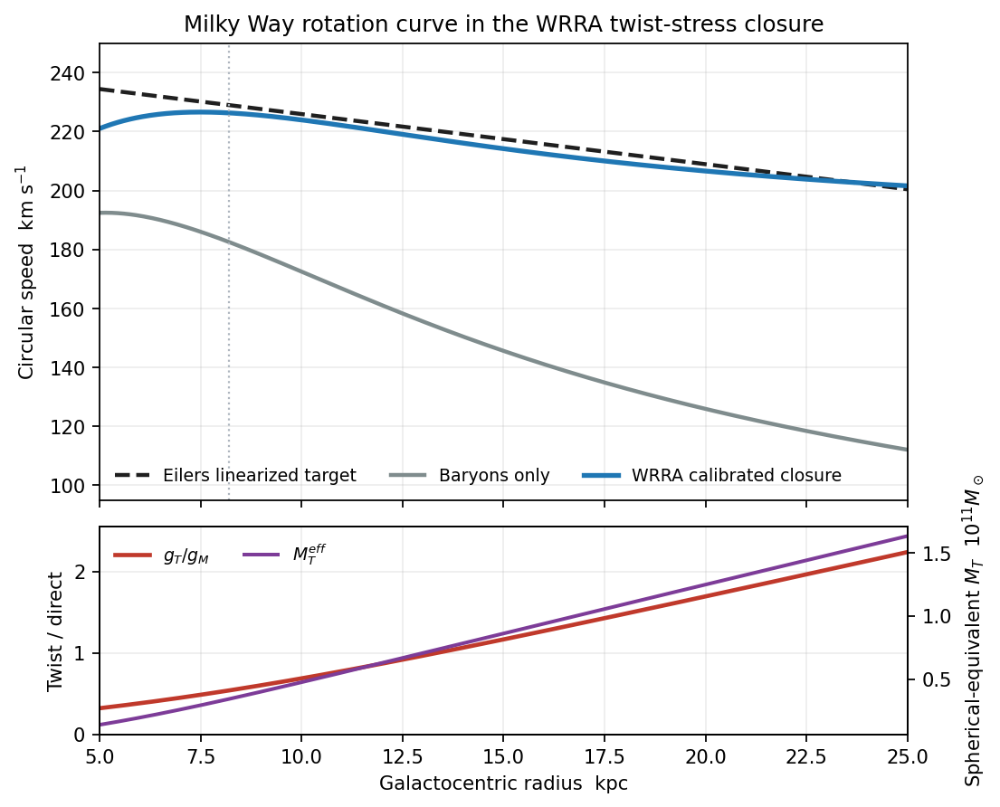 Milky Way rotation curve in the WRRA twist-stress closure
Circular speed  km s⁻¹
240
220
200
180
160
140
120
100
Eilers linearized target
Baryons only
WRRA calibrated closure
g_T/g_M
M_T^{eff}
Twist / direct
2
1
0
1.5
1.0
0.5
Spherical-equivalent M_T  10¹¹M_⊙
5.0
7.5
10.0
12.5
15.0
17.5
20.0
22.5
25.0
Galactocentric radius  kpc